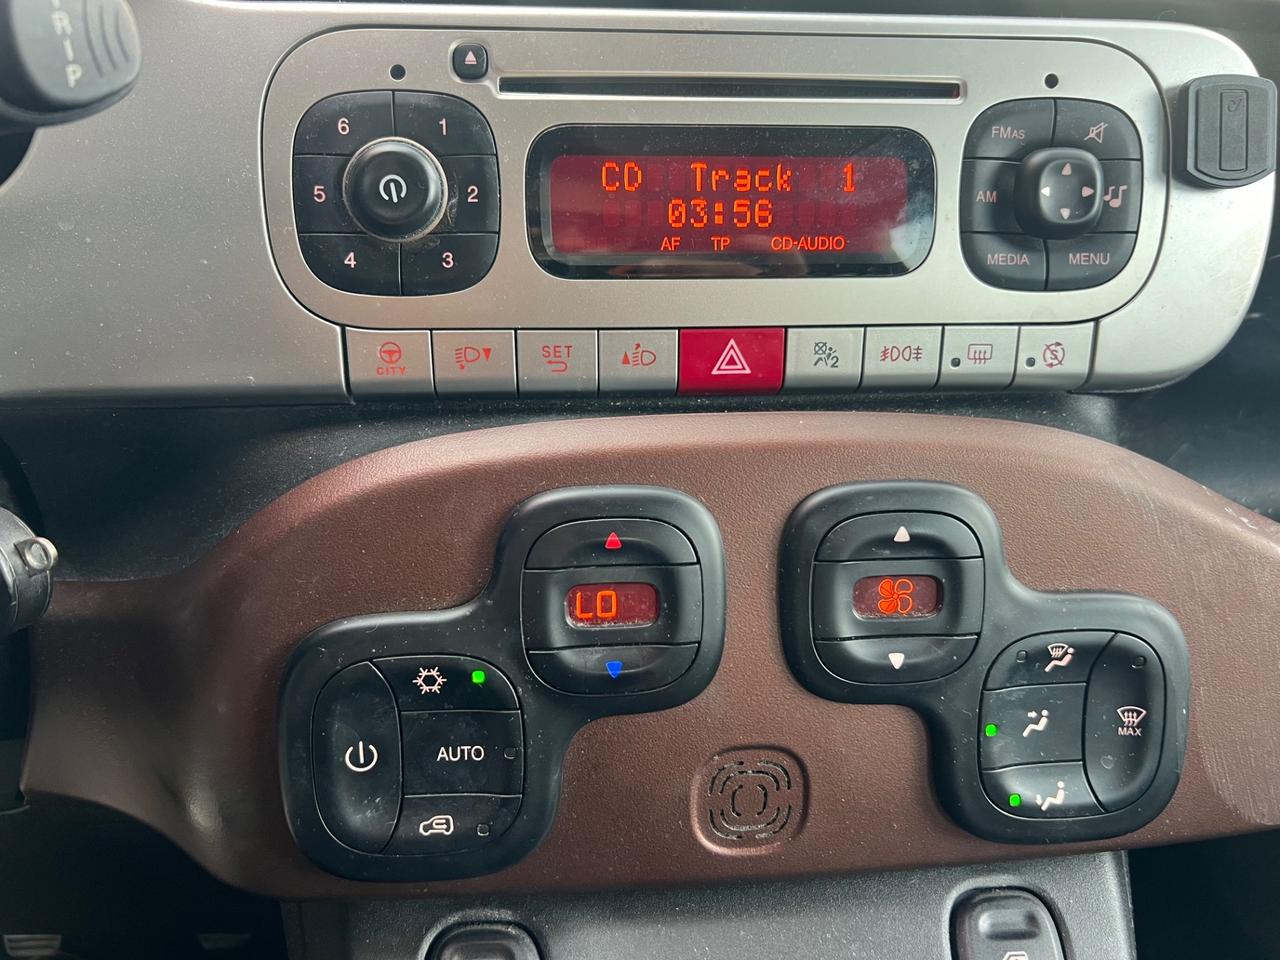 TRIP
6
1
FMAS
5
2
AM
4
3
MEDIA
MENU
CD Track 1
03:56
AF TP CD-AUDIO
CITY
SET
2
LO
AUTO
MAX